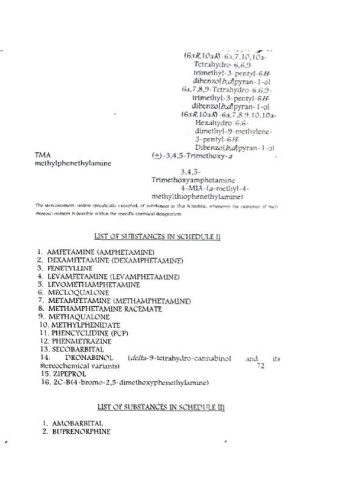 (6aR,10aR)-6a,7,10,10a-
Tetrahydro-6,6,9-
trimethyl-3-pentyl-6H-
dibenzo[b,d]pyran-1-ol
6a,7,8,9-Tetrahydro-6,6,9-
trimethyl-3-pentyl-6H-
dibenzo[b,d]pyran-1-ol
(6aR,10aR)-6a,7,8,9,10,10a-
Hexahydro-6,6-
dimethyl-9-methylene-
3-pentyl-6H-
Dibenzo[b,d]pyran-1-ol
TMA (±)-3,4,5-Trimethoxy-a-
methylphenethylamine
3,4,5-
Trimethoxyamphetamine
4-MIA-(a-methyl-4-
methylthiophenethylamine)
The stereoisomers, unless specifically excepted, of substances in this Schedule, whenever the existence of such
stereoisomers is possible within the specific chemical designation.
LIST OF SUBSTANCES IN SCHEDULE II
1. AMFETAMINE (AMPHETAMINE)
2. DEXAMFETAMINE (DEXAMPHETAMINE)
3. FENETYLLINE
4. LEVAMFETAMINE (LEVAMPHETAMINE)
5. LEVOMETHAMPHETAMINE
6. MECLOQUALONE
7. METAMFETAMINE (METHAMPHETAMINE)
8. METHAMPHETAMINE RACEMATE
9. METHAQUALONE
10. METHYLPHENIDATE
11. PHENCYCLIDINE (PCP)
12. PHENMETRAZINE
13. SECOBARBITAL
14. DRONABINOL (delta-9-tetrahydro-cannabinol and its
stereochemical variants) 72
15. ZIPEPROL
16. 2C-B(4-bromo-2,5-dimethoxyphenethylamine)
LIST OF SUBSTANCES IN SCHEDULE III
1. AMOBARBITAL
2. BUPRENORPHINE